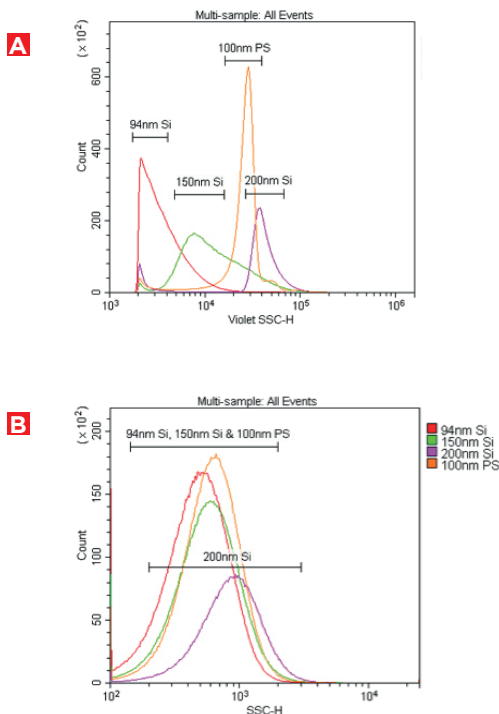 A
Multi-sample: All Events
(× 10²)
Count
600
400
200
0
100nm PS
94nm Si
150nm Si
200nm Si
10³ 10⁴ 10⁵ 10⁶
Violet SSC-H
B
Multi-sample: All Events
(× 10²)
Count
200
150
100
50
0
94nm Si, 150nm Si & 100nm PS
200nm Si
10² 10³ 10⁴
SSC-H
94nm Si
150nm Si
200nm Si
100nm PS